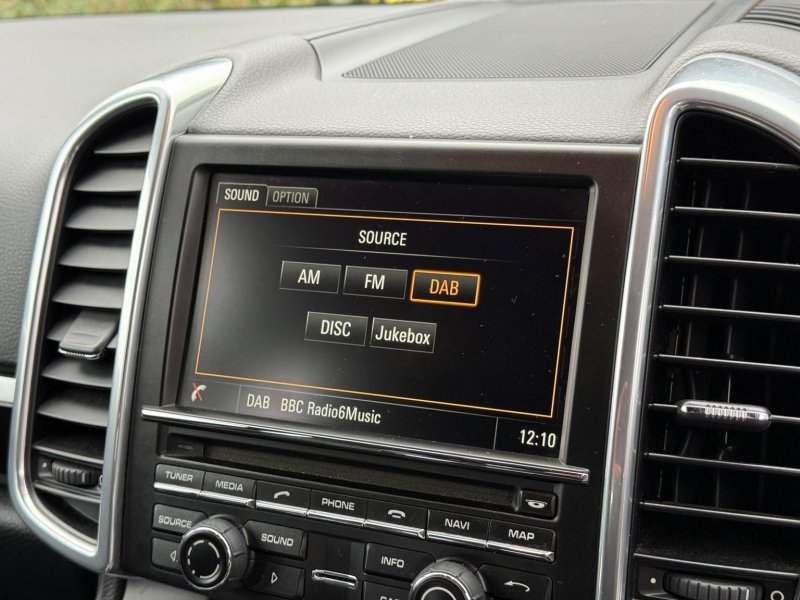 SOUND OPTION
SOURCE
AM FM DAB
DISC Jukebox
DAB BBC Radio6Music
12:10
TUNER MEDIA PHONE NAVI MAP
SOURCE SOUND INFO